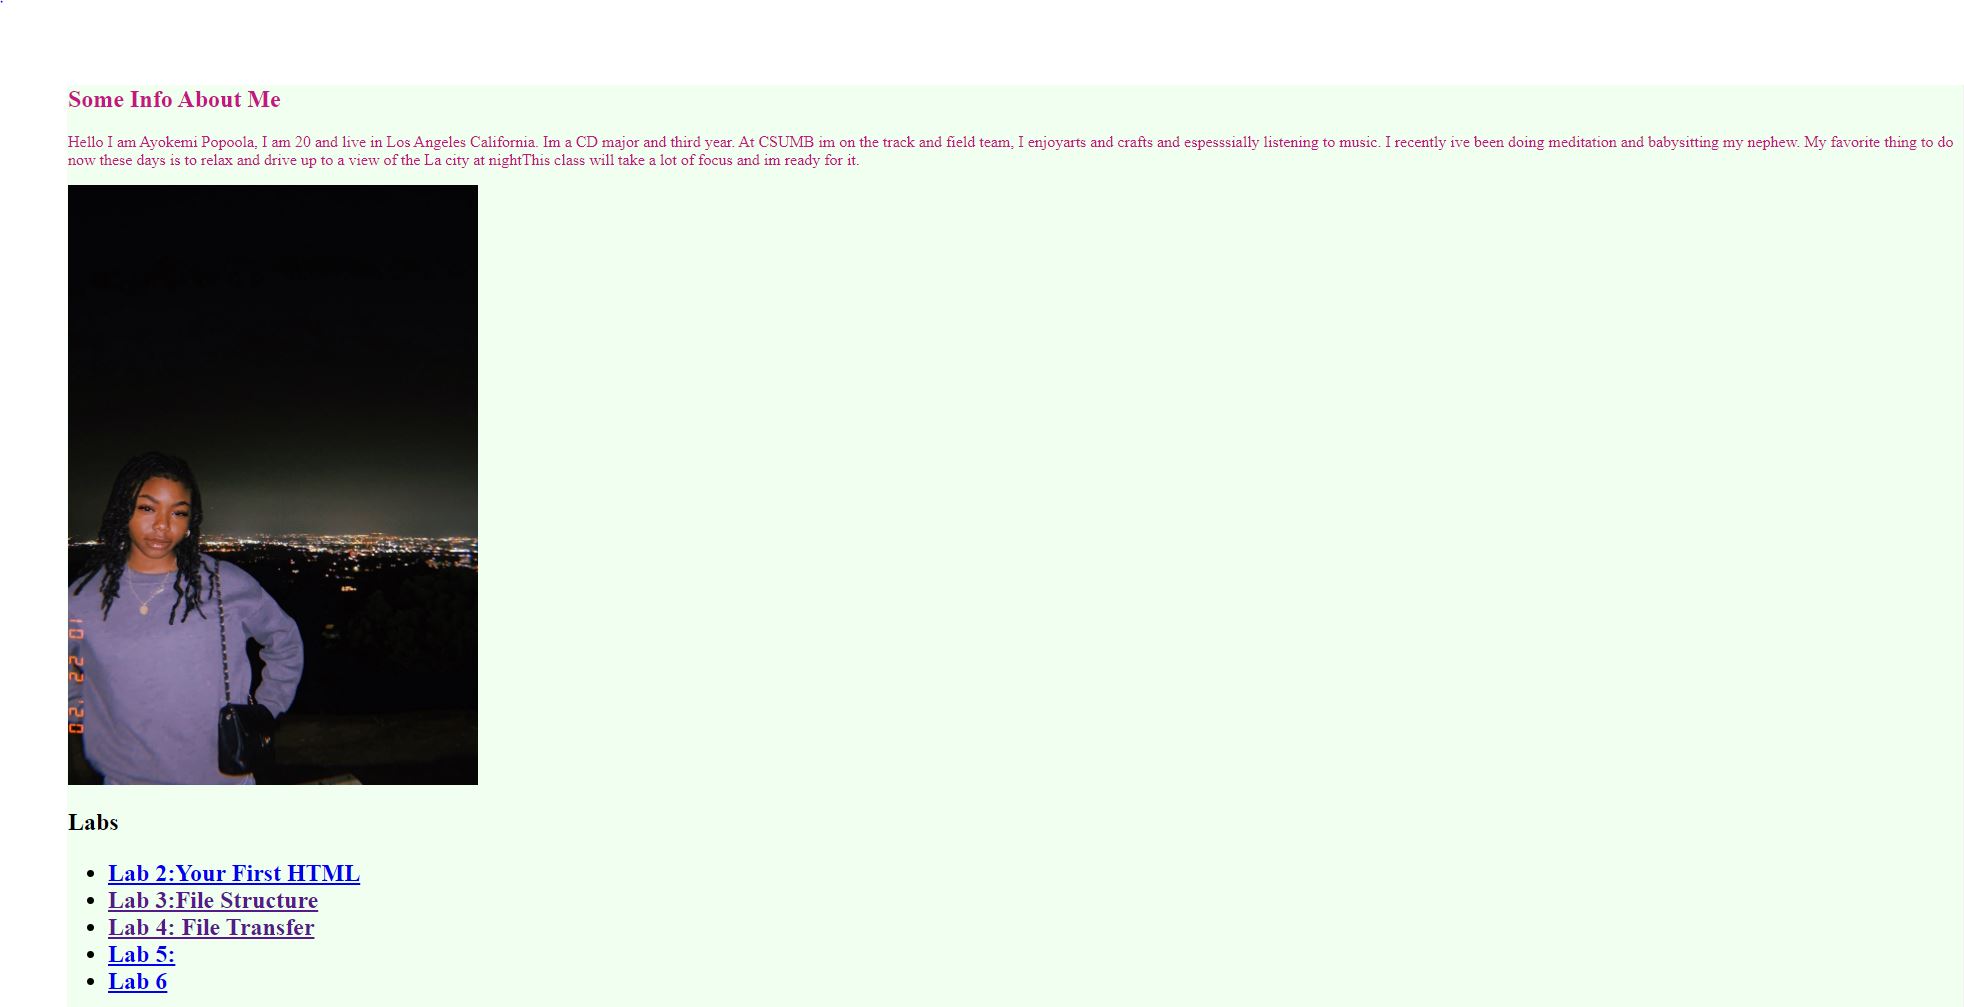 Some Info About Me
Hello I am Ayokemi Popoola, I am 20 and live in Los Angeles California. Im a CD major and third year. At CSUMB im on the track and field team, I enjoyarts and crafts and espesssially listening to music. I recently ive been doing meditation and babysitting my nephew. My favorite thing to do
now these days is to relax and drive up to a view of the La city at nightThis class will take a lot of focus and im ready for it.
02. 22 '20
Labs
Lab 2:Your First HTML
Lab 3:File Structure
Lab 4: File Transfer
Lab 5:
Lab 6